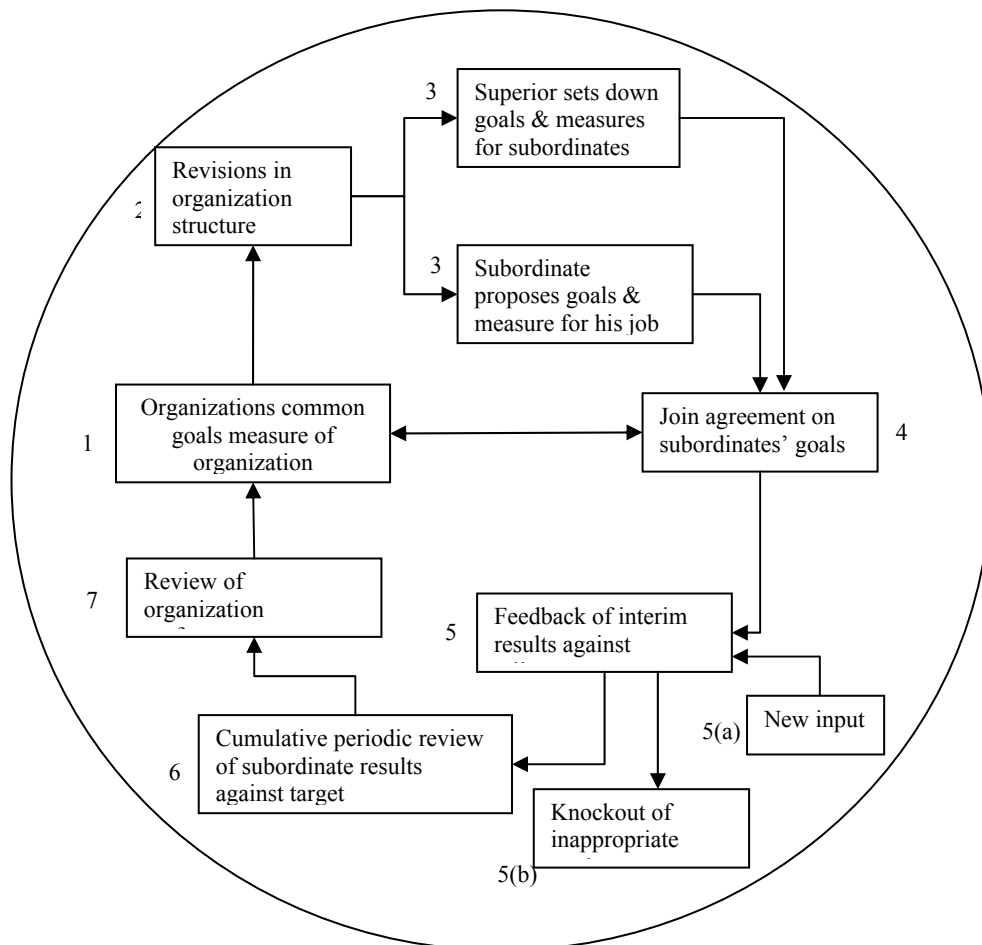 3
Superior sets down
goals & measures
for subordinates
2
Revisions in
organization
structure
3
Subordinate
proposes goals &
measure for his job
1
Organizations common
goals measure of
organization
Join agreement on
subordinates’ goals
4
7
Review of
organization
5
Feedback of interim
results against
5(a)
New input
6
Cumulative periodic review
of subordinate results
against target
Knockout of
inappropriate
5(b)